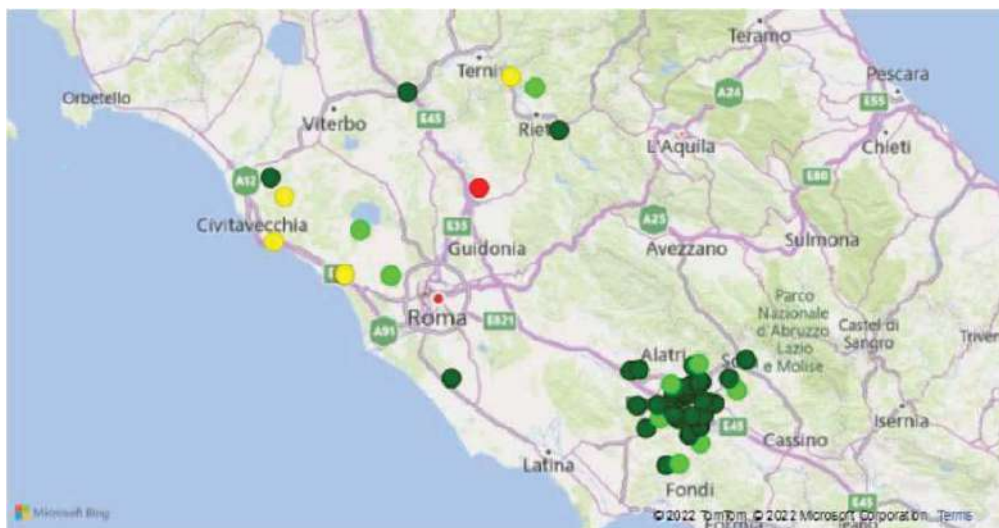 Teramo
Terni
Pescara
Orbetello
A24
E55
Viterbo
E45
L'Aquila
Chieti
A12
E80
Civitavecchia
E35
Guidonia
A25
Avezzano
Sulmona
Roma
Parco
Nazionale
d'Abruzzo
Lazio
e Molise
Castel di
Sangro
A91
E821
Alatri
E45
Isernia
Cassino
Latina
Fondi
E45
Microsoft Bing
© 2022 TomTom, © 2022 Microsoft Corporation, Terms